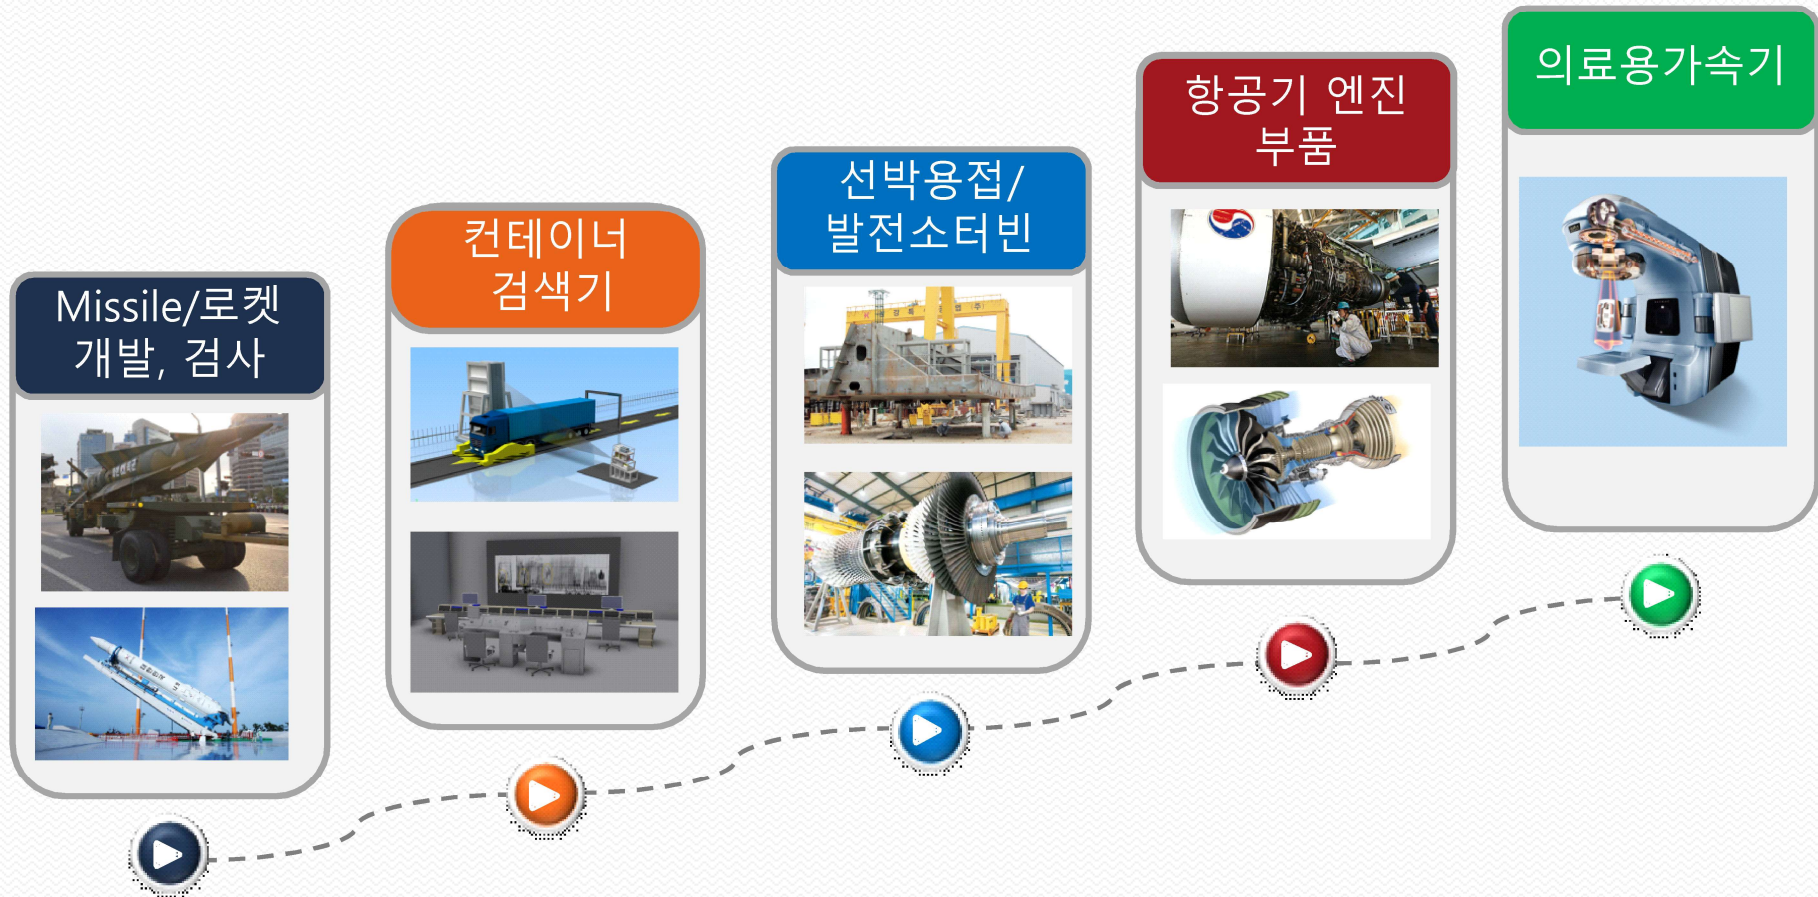 Missile/로켓
개발, 검사
컨테이너
검색기
선박용접/
발전소터빈
항공기 엔진
부품
의료용가속기